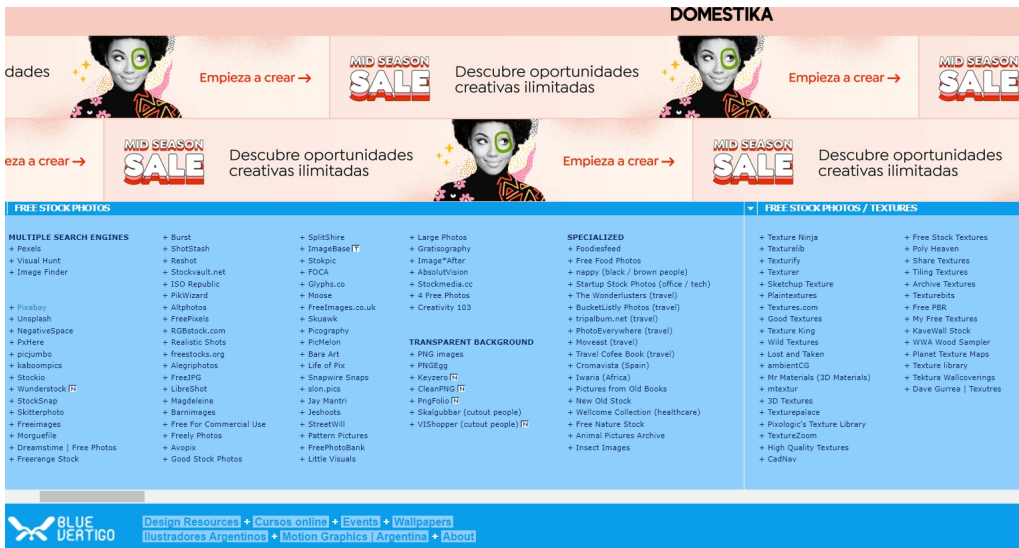 DOMESTIKA
dades
Empieza a crear →
MID SEASON
SALE
Descubre oportunidades
creativas ilimitadas
Empieza a crear →
MID SEASON
SALE
eza a crear →
MID SEASON
SALE
Descubre oportunidades
creativas ilimitadas
Empieza a crear →
MID SEASON
SALE
Descubre oportunidades
creativas ilimitadas
FREE STOCK PHOTOS
MULTIPLE SEARCH ENGINES
+ Pexels
+ Visual Hunt
+ Image Finder
+ Pixabay
+ Unsplash
+ NegativeSpace
+ PxHere
+ picjumbo
+ kaboompics
+ Stockio
+ Wunderstock N
+ StockSnap
+ Skitterphoto
+ Freeimages
+ Morguefile
+ Dreamstime | Free Photos
+ Freerange Stock
+ Burst
+ ShotStash
+ Reshot
+ Stockvault.net
+ ISO Republic
+ PikWizard
+ Altphotos
+ FreePixels
+ RGBstock.com
+ Realistic Shots
+ freestocks.org
+ Alegriphotos
+ FreeJPG
+ LibreShot
+ Magdeleine
+ Barnimages
+ Free For Commercial Use
+ Freely Photos
+ Avopix
+ Good Stock Photos
+ SplitShire
+ ImageBase T
+ Stokpic
+ FOCA
+ Glyphs.co
+ Moose
+ FreeImages.co.uk
+ Skuawk
+ Picography
+ PicMelon
+ Bara Art
+ Life of Pix
+ Snapwire Snaps
+ slon.pics
+ Jay Mantri
+ Jeshoots
+ StreetWill
+ Pattern Pictures
+ FreePhotoBank
+ Little Visuals
+ Large Photos
+ Gratisography
+ Image*After
+ AbsolutVision
+ Stockmedia.cc
+ 4 Free Photos
+ Creativity 103
TRANSPARENT BACKGROUND
+ PNG images
+ PNGEgg
+ Keyzero N
+ CleanPNG N
+ PngFolio N
+ Skalgubbar (cutout people)
+ VIShopper (cutout people) N
SPECIALIZED
+ Foodiesfeed
+ Free Food Photos
+ nappy (black / brown people)
+ Startup Stock Photos (office / tech)
+ The Wonderlusters (travel)
+ BucketListly Photos (travel)
+ tripalbum.net (travel)
+ PhotoEverywhere (travel)
+ Moveast (travel)
+ Travel Cofee Book (travel)
+ Cromavista (Spain)
+ Iwaria (Africa)
+ Pictures from Old Books
+ New Old Stock
+ Wellcome Collection (healthcare)
+ Free Nature Stock
+ Animal Pictures Archive
+ Insect Images
FREE STOCK PHOTOS / TEXTURES
+ Texture Ninja
+ Texturelib
+ Texturify
+ Texturer
+ Sketchup Texture
+ Plaintextures
+ Textures.com
+ Good Textures
+ Texture King
+ Wild Textures
+ Lost and Taken
+ ambientCG
+ Mr Materials (3D Materials)
+ mtextur
+ 3D Textures
+ Texturepalace
+ Pixologic's Texture Library
+ TextureZoom
+ High Quality Textures
+ CadNav
+ Free Stock Textures
+ Poly Heaven
+ Share Textures
+ Tiling Textures
+ Archive Textures
+ Texturebits
+ Free PBR
+ My Free Textures
+ KaveWall Stock
+ WWA Wood Sampler
+ Planet Texture Maps
+ Texture library
+ Tektura Wallcoverings
+ Dave Gurrea | Texutres
BLUE
VERTIGO
Design Resources + Cursos online + Events + Wallpapers
Ilustradores Argentinos + Motion Graphics | Argentina + About